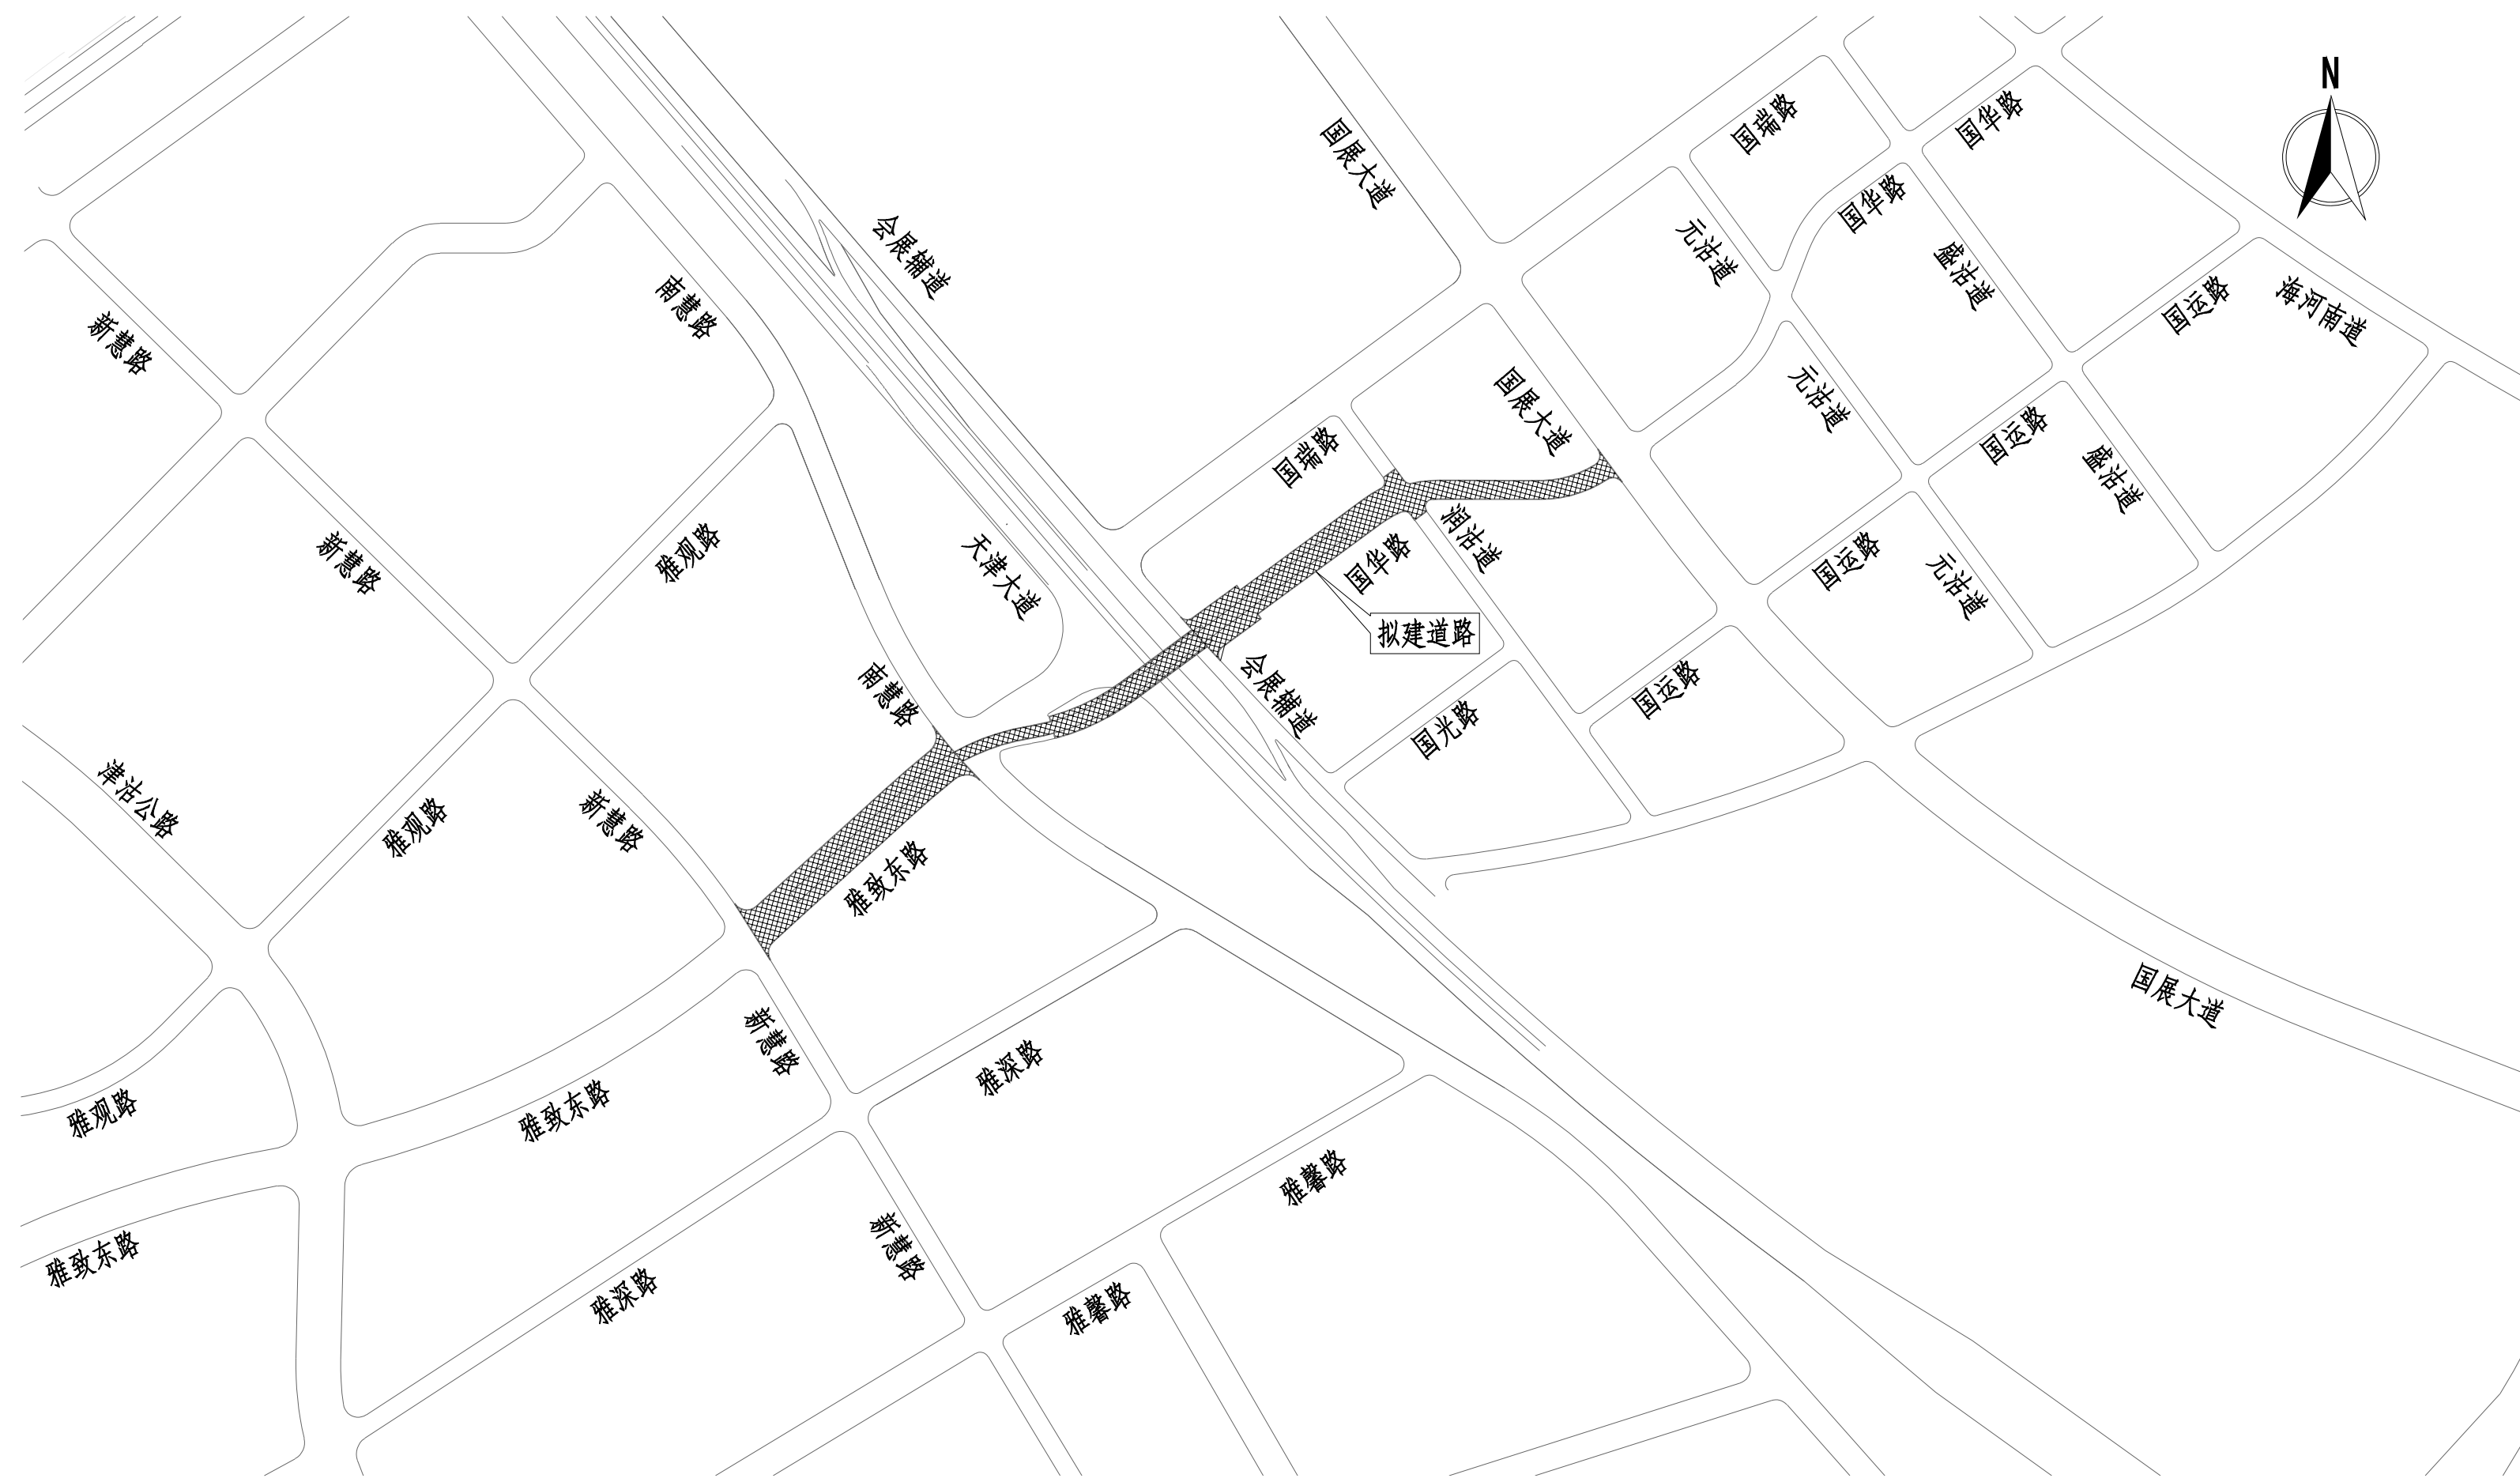 N
国瑞路
国华路
国展大道
国华路
元沽道
会展辅道
盛沽道
国运路
海河南道
南慧路
新慧路
元沽道
国展大道
国瑞路
国运路
盛沽道
新慧路
雅观路
天津大道
润沽道
国华路
国运路
元沽道
拟建道路
南慧路
会展辅道
国运路
国光路
津沽公路
雅观路
新慧路
雅致东路
国展大道
新慧路
雅深路
雅观路
雅致东路
雅馨路
雅致东路
新慧路
雅深路
雅馨路